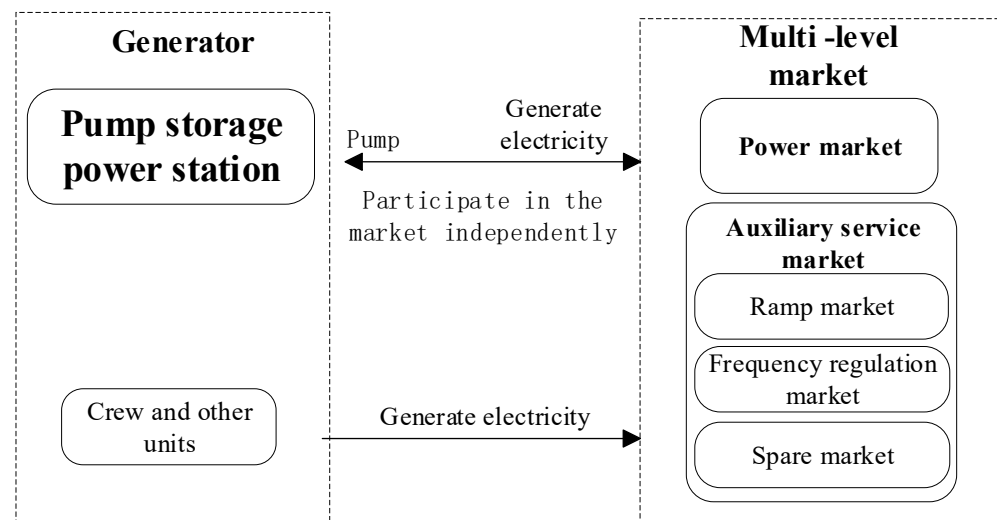 Generator
Pump storage
power station
Crew and other
units
Pump
Generate
electricity
Participate in the
market independently
Generate electricity
Multi -level
market
Power market
Auxiliary service
market
Ramp market
Frequency regulation
market
Spare market